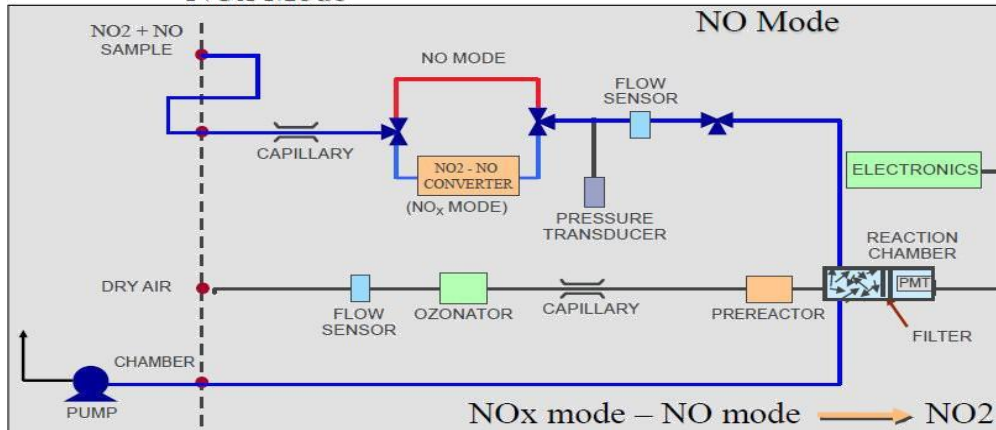 NO Mode
NO2 + NO
SAMPLE
NO MODE
FLOW
SENSOR
CAPILLARY
NO2 - NO
CONVERTER
(NOX MODE)
PRESSURE
TRANSDUCER
ELECTRONICS
REACTION
CHAMBER
PMT
DRY AIR
FLOW
SENSOR
OZONATOR
CAPILLARY
PREREACTOR
FILTER
CHAMBER
PUMP
NOx mode – NO mode NO2